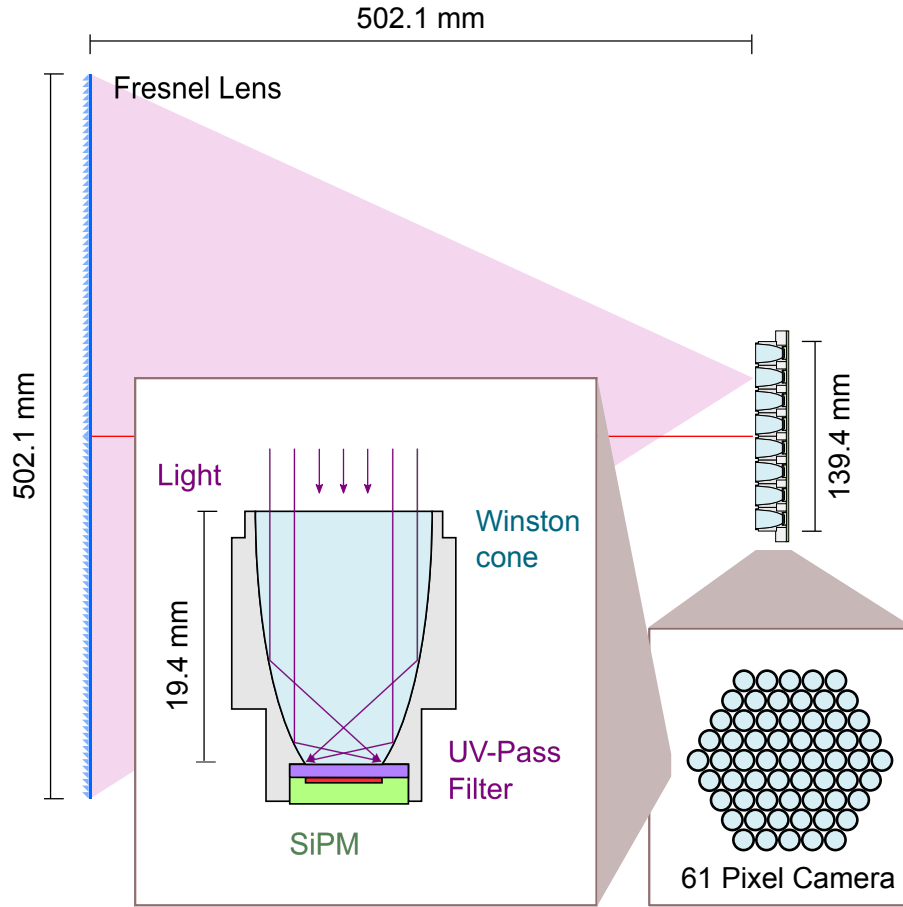 502.1 mm
Fresnel Lens
502.1 mm
139.4 mm
Light
Winston
cone
19.4 mm
UV-Pass
Filter
SiPM
61 Pixel Camera